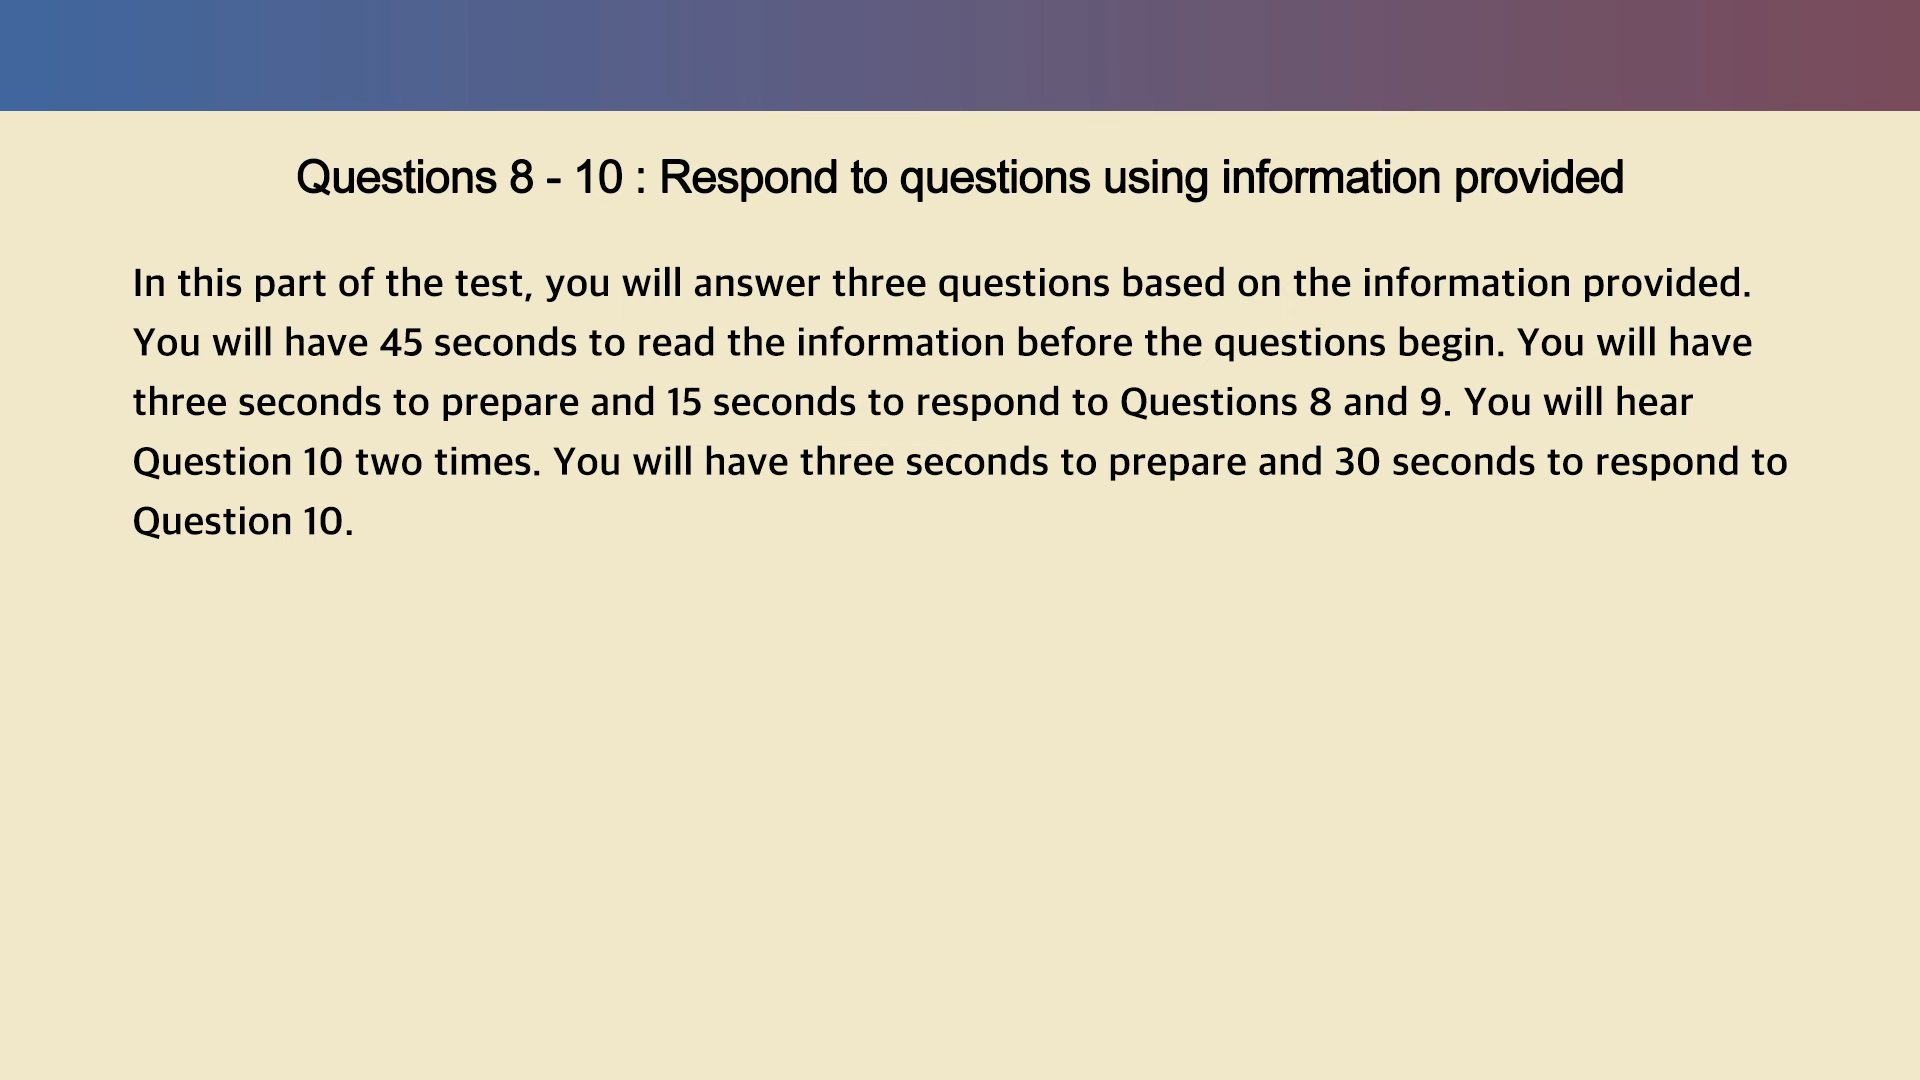 Questions 8 - 10 : Respond to questions using information provided
In this part of the test, you will answer three questions based on the information provided.
You will have 45 seconds to read the information before the questions begin. You will have
three seconds to prepare and 15 seconds to respond to Questions 8 and 9. You will hear
Question 10 two times. You will have three seconds to prepare and 30 seconds to respond to
Question 10.